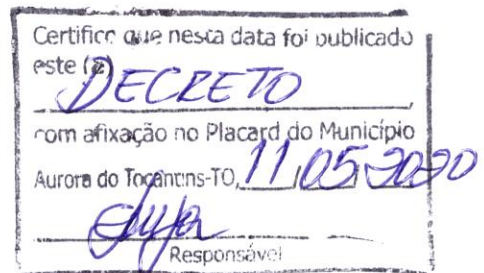 Certifico que nesta data foi publicado
este (a) DECRETO
com afixação no Placard do Município
Aurora do Tocantins-TO, 11/05/2020
Responsável